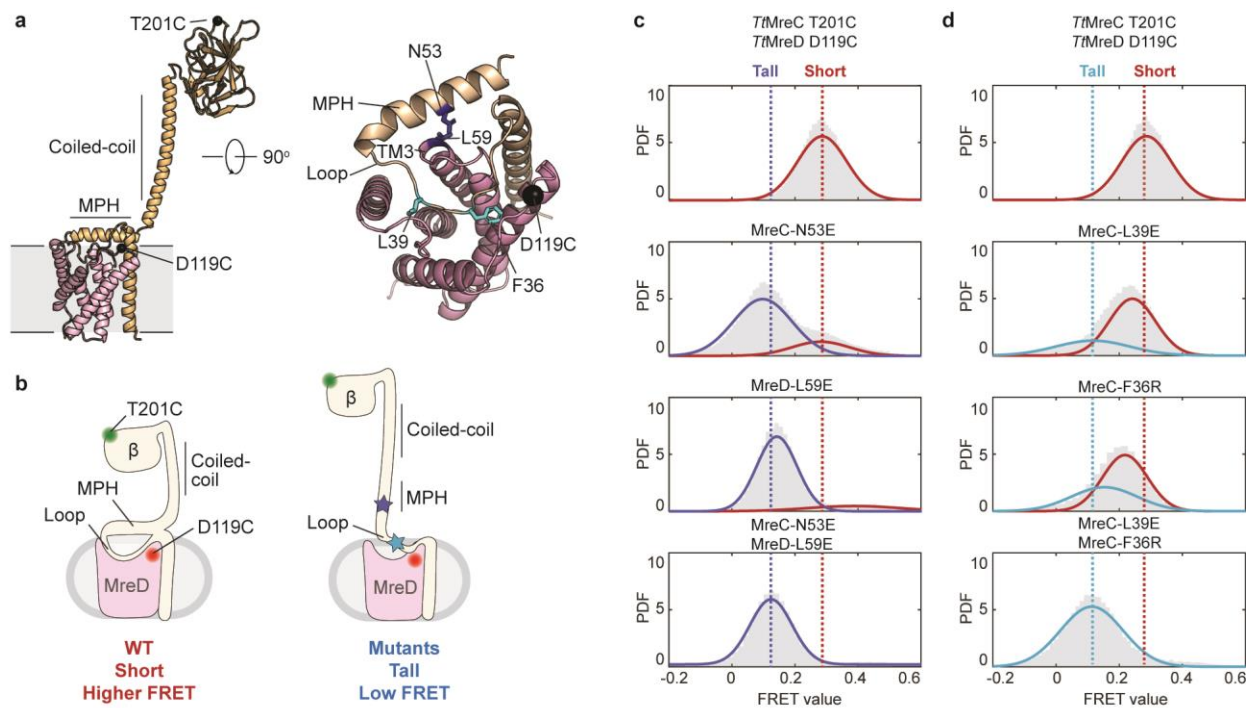 a
T201C
Coiled-coil
90°
MPH
D119C
N53
MPH
L59
TM3
Loop
L39
D119C
F36
b
T201C
β
Coiled-
coil
MPH
Loop
D119C
MreD
WT
Short
Higher FRET
β
Coiled-coil
MPH
Loop
MreD
Mutants
Tall
Low FRET
c
TtMreC T201C
TtMreD D119C
Tall Short
10
5
0
PDF
MreC-N53E
10
5
0
PDF
MreD-L59E
10
5
0
PDF
MreC-N53E
MreD-L59E
10
5
0
PDF
-0.2 0 0.2 0.4 0.6
FRET value
d
TtMreC T201C
TtMreD D119C
Tall Short
10
5
0
PDF
MreC-L39E
10
5
0
PDF
MreC-F36R
10
5
0
PDF
MreC-L39E
MreC-F36R
10
5
0
PDF
-0.2 0 0.2 0.4 0.6
FRET value